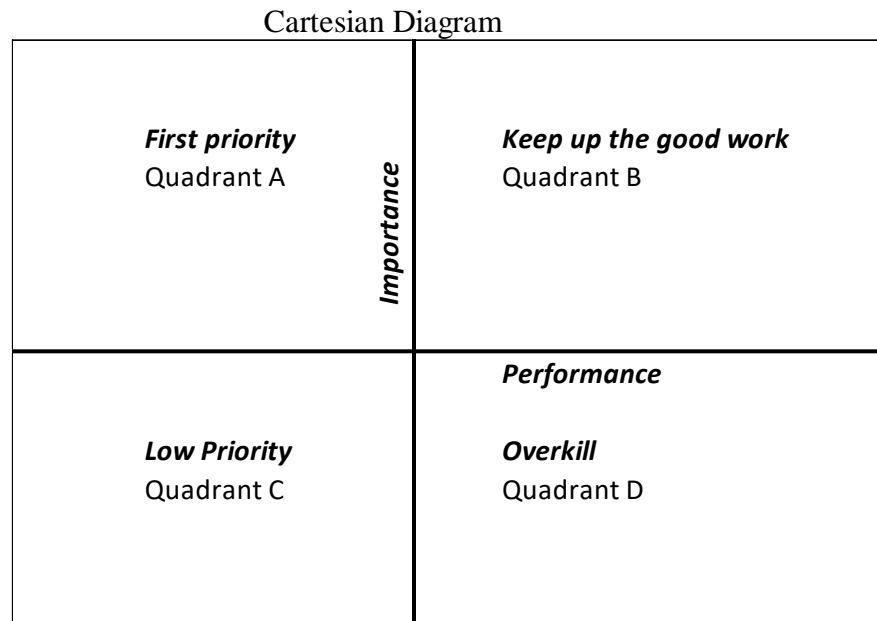 Cartesian Diagram
First priority
Quadrant A
Importance
Keep up the good work
Quadrant B
Performance
Low Priority
Quadrant C
Overkill
Quadrant D